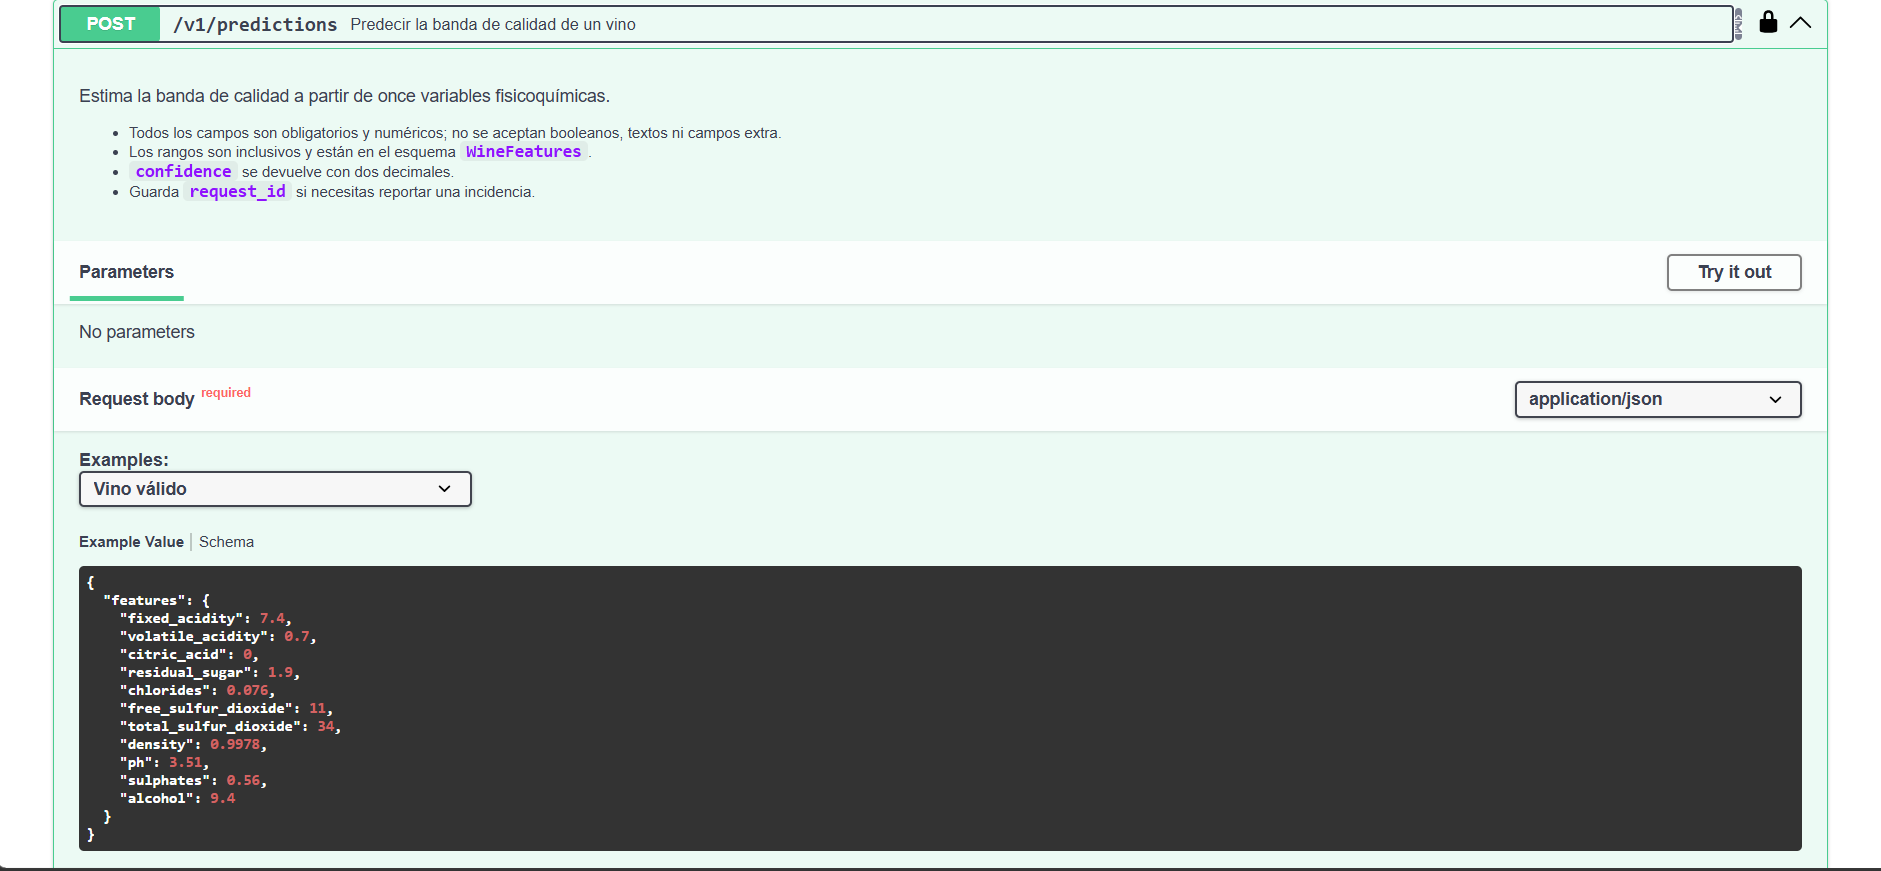 POST /v1/predictions Predecir la banda de calidad de un vino
Estima la banda de calidad a partir de once variables fisicoquímicas.
Todos los campos son obligatorios y numéricos; no se aceptan booleanos, textos ni campos extra.
Los rangos son inclusivos y están en el esquema WineFeatures .
confidence se devuelve con dos decimales.
Guarda request_id si necesitas reportar una incidencia.
Parameters Try it out
No parameters
Request body required application/json
Examples:
Vino válido
Example Value | Schema
{
  "features": {
    "fixed_acidity": 7.4,
    "volatile_acidity": 0.7,
    "citric_acid": 0,
    "residual_sugar": 1.9,
    "chlorides": 0.076,
    "free_sulfur_dioxide": 11,
    "total_sulfur_dioxide": 34,
    "density": 0.9978,
    "ph": 3.51,
    "sulphates": 0.56,
    "alcohol": 9.4
  }
}